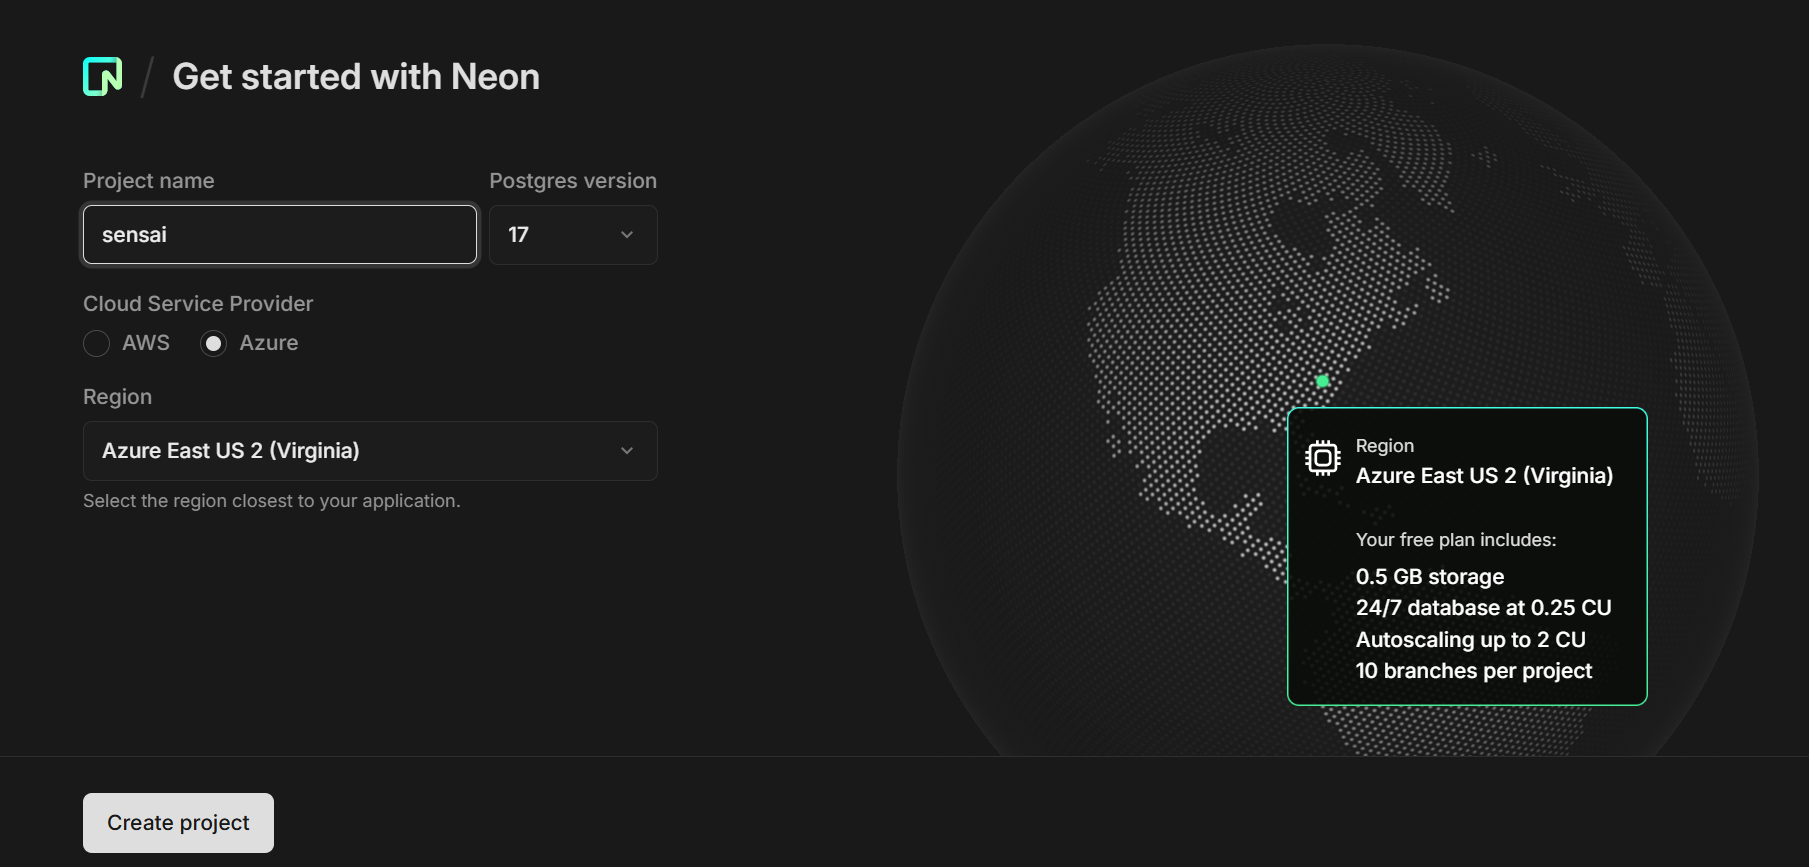 Get started with Neon
Project name
Postgres version
sensai
17
Cloud Service Provider
AWS
Azure
Region
Azure East US 2 (Virginia)
Select the region closest to your application.
Region
Azure East US 2 (Virginia)
Your free plan includes:
0.5 GB storage
24/7 database at 0.25 CU
Autoscaling up to 2 CU
10 branches per project
Create project